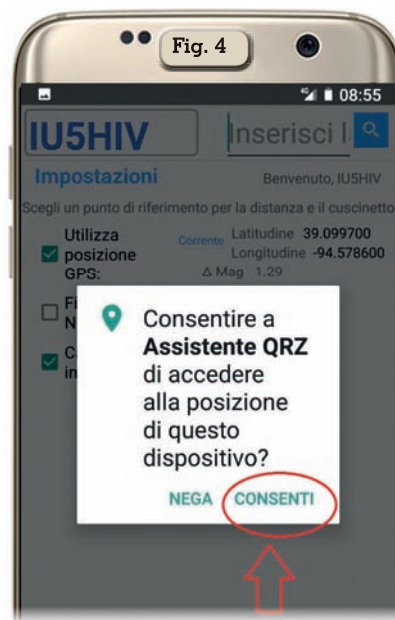 Fig. 4
4G 08:55
IU5HIV
Inserisci l
Impostazioni
Benvenuto, IU5HIV
Scegli un punto di riferimento per la distanza e il cuscinetto
Utilizza posizione GPS:
Corrente
Latitudine 39.099700
Longitudine -94.578600
Δ Mag 1.29
Consentire a
Assistente QRZ
di accedere
alla posizione
di questo
dispositivo?
NEGA CONSENTI